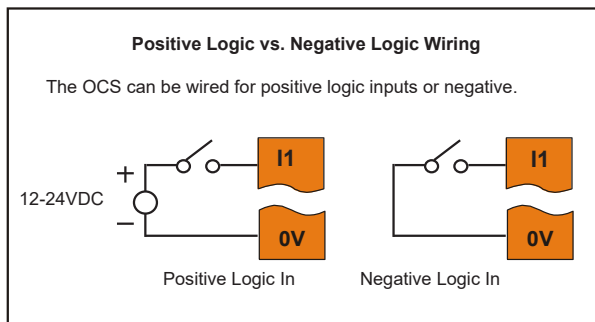 Positive Logic vs. Negative Logic Wiring
The OCS can be wired for positive logic inputs or negative.
I1
I1
+
12-24VDC
–
0V
0V
Positive Logic In
Negative Logic In